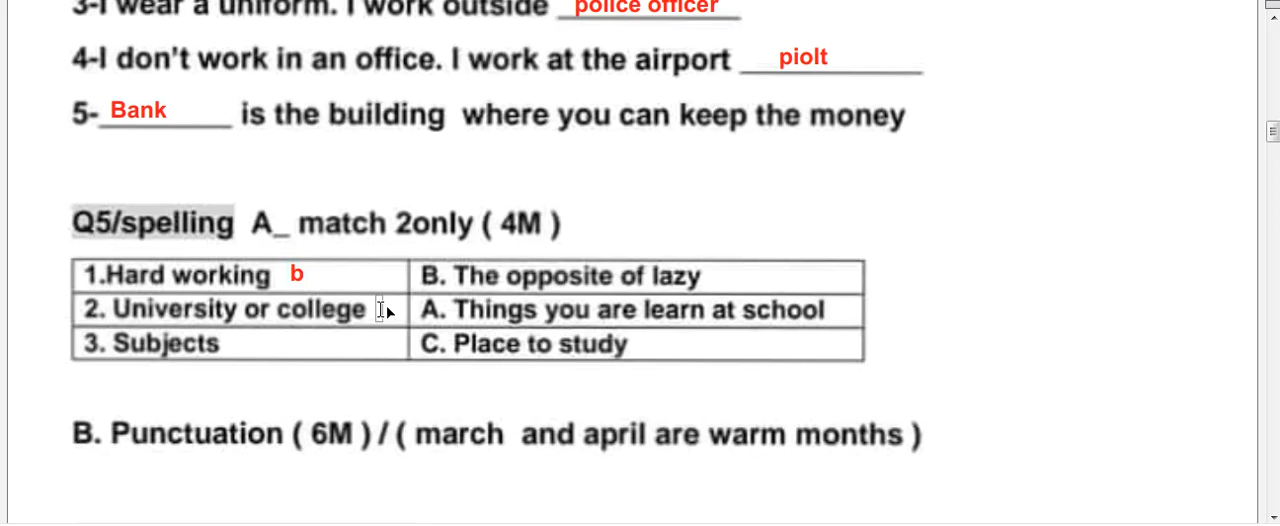 3-I wear a uniform. I work outside police officer
4-I don't work in an office. I work at the airport piolt
5- Bank is the building where you can keep the money
Q5/spelling A_ match 2only ( 4M )
1.Hard working b B. The opposite of lazy
2. University or college A. Things you are learn at school
3. Subjects C. Place to study
B. Punctuation ( 6M ) / ( march and april are warm months )